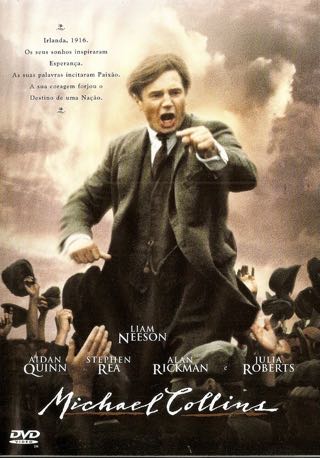 Irlanda, 1916.
Os seus sonhos inspiraram
Esperança.
As suas palavras incitaram Paixão.
A sua coragem forjou o
Destino de uma Nação.
LIAM
NEESON
AIDAN
QUINN
STEPHEN
REA
ALAN
RICKMAN
e
JULIA
ROBERTS
Michael Collins
DVD
VIDEO